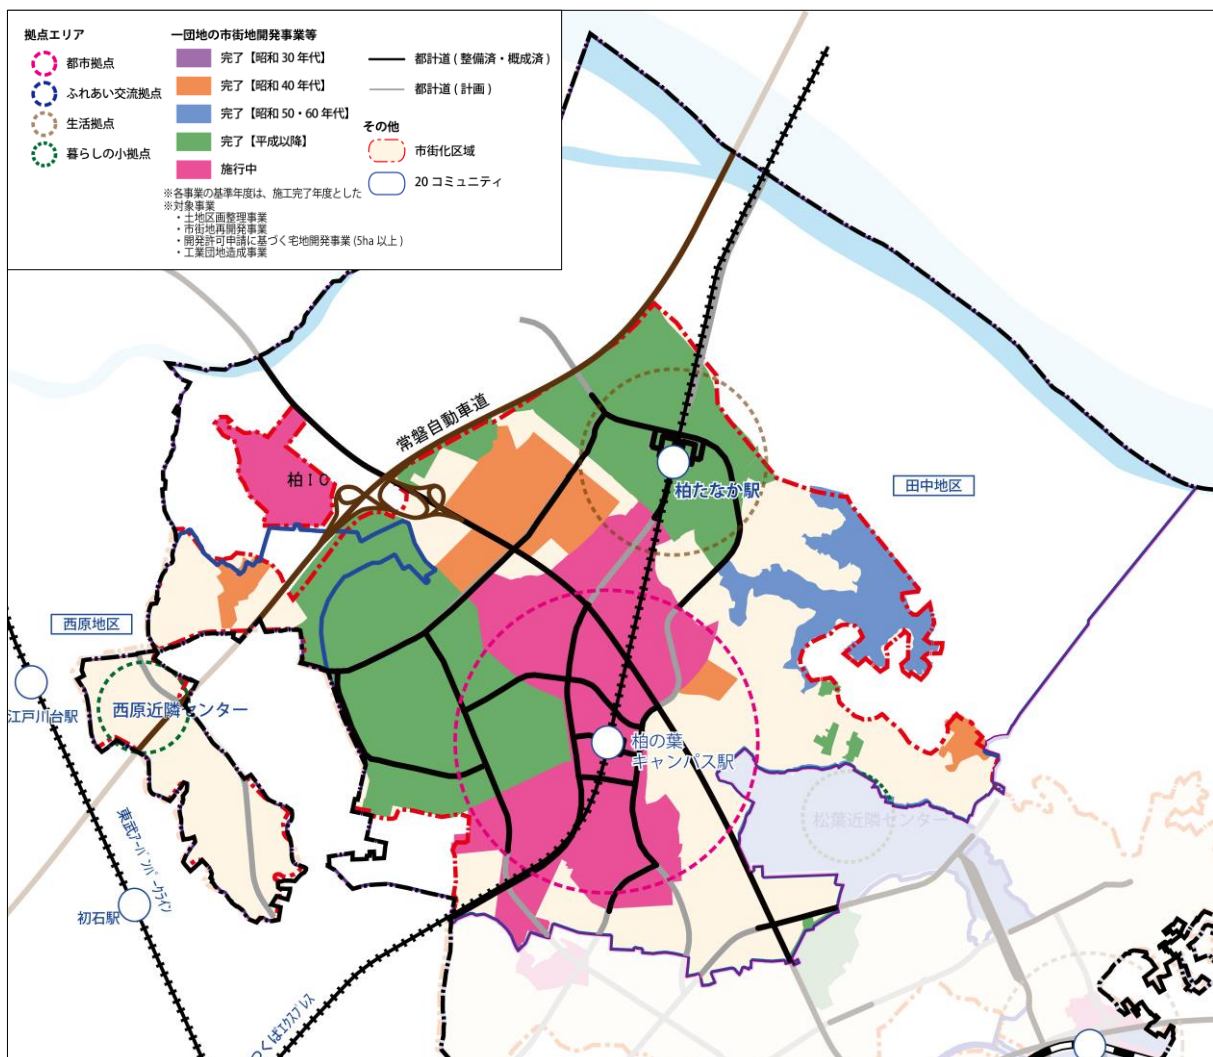 拠点エリア
都市拠点
ふれあい交流拠点
生活拠点
暮らしの小拠点
一団地の市街地開発事業等
完了【昭和30年代】
完了【昭和40年代】
完了【昭和50・60年代】
完了【平成以降】
施行中
※各事業の基準年度は、施工完了年度とした
※対象事業
・土地区画整理事業
・市街地再開発事業
・開発許可申請に基づく宅地開発事業(5ha以上)
・工業団地造成事業
都計道(整備済・概成済)
都計道(計画)
その他
市街化区域
20コミュニティ
常磐自動車道
柏IC
柏たなか駅
田中地区
西原地区
江戸川台駅
西原近隣センター
柏の葉
キャンパス駅
松葉近隣センター
東武アーバンパークライン
初石駅
つくばエクスプレス